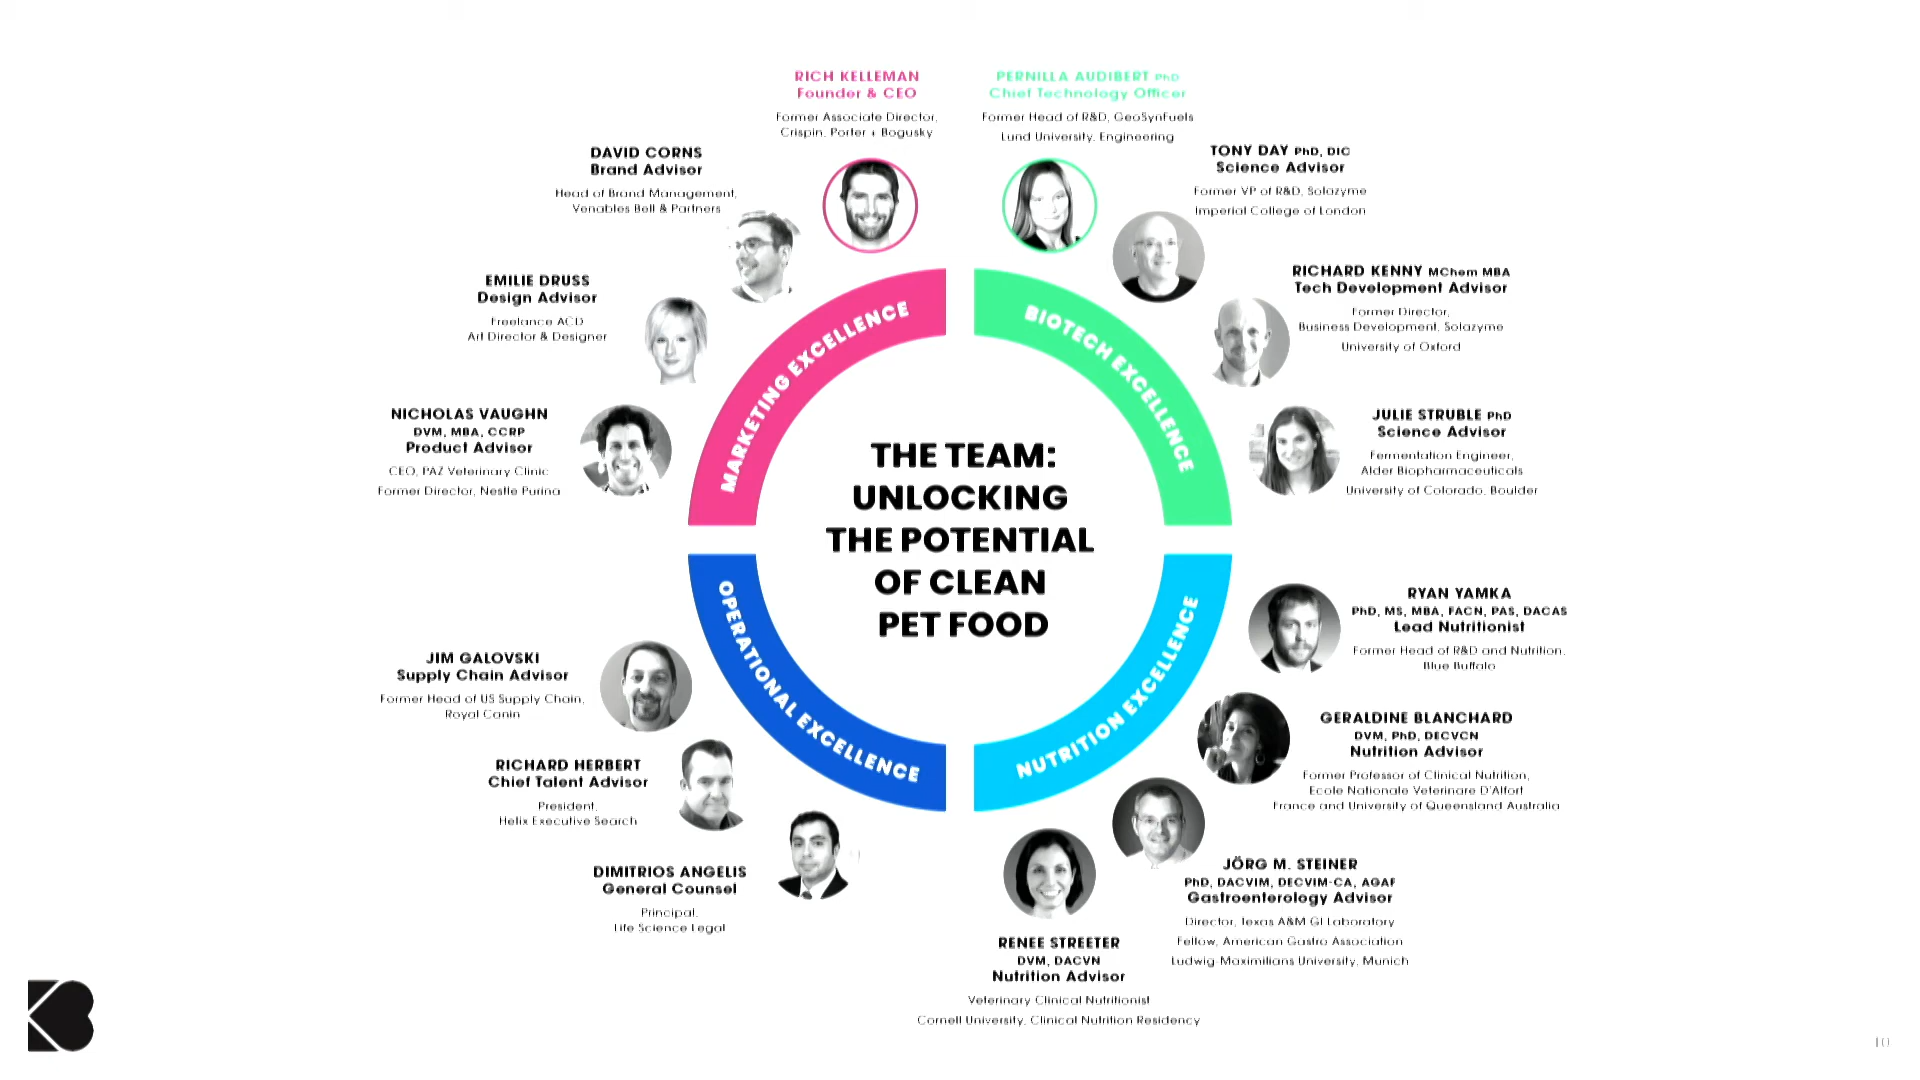 RICH KELLEMAN
Founder & CEO
Former Associate Director,
Crispin, Porter + Bogusky
PERNILLA AUDIBERT PhD
Chief Technology Officer
Former Head of R&D, GeoSynFuels
Lund University, Engineering
DAVID CORNS
Brand Advisor
Head of Brand Management,
Venables Bell & Partners
TONY DAY PhD, DIC
Science Advisor
Former VP of R&D, Solazyme
Imperial College of London
EMILIE DRUSS
Design Advisor
Freelance ACD
Art Director & Designer
RICHARD KENNY MChem MBA
Tech Development Advisor
Former Director,
Business Development, Solazyme
University of Oxford
NICHOLAS VAUGHN
DVM, MBA, CCRP
Product Advisor
CEO, PAZ Veterinary Clinic
Former Director, Nestle Purina
JULIE STRUBLE PhD
Science Advisor
Fermentation Engineer,
Alder Biopharmaceuticals
University of Colorado, Boulder
MARKETING EXCELLENCE
BIOTECH EXCELLENCE
THE TEAM:
UNLOCKING
THE POTENTIAL
OF CLEAN
PET FOOD
OPERATIONAL EXCELLENCE
NUTRITION EXCELLENCE
RYAN YAMKA
PhD, MS, MBA, FACN, PAS, DACAS
Lead Nutritionist
Former Head of R&D and Nutrition,
Blue Buffalo
JIM GALOVSKI
Supply Chain Advisor
Former Head of US Supply Chain,
Royal Canin
GERALDINE BLANCHARD
DVM, PhD, DECVCN
Nutrition Advisor
Former Professor of Clinical Nutrition,
Ecole Nationale Veterinare D'Alfort
France and University of Queensland Australia
RICHARD HERBERT
Chief Talent Advisor
President,
Helix Executive Search
DIMITRIOS ANGELIS
General Counsel
Principal,
Life Science Legal
JÖRG M. STEINER
PhD, DACVIM, DECVIM-CA, AGAF
Gastroenterology Advisor
Director, Texas A&M GI Laboratory
Fellow, American Gastro Association
Ludwig-Maximilians University, Munich
RENEE STREETER
DVM, DACVN
Nutrition Advisor
Veterinary Clinical Nutritionist
Cornell University, Clinical Nutrition Residency
10